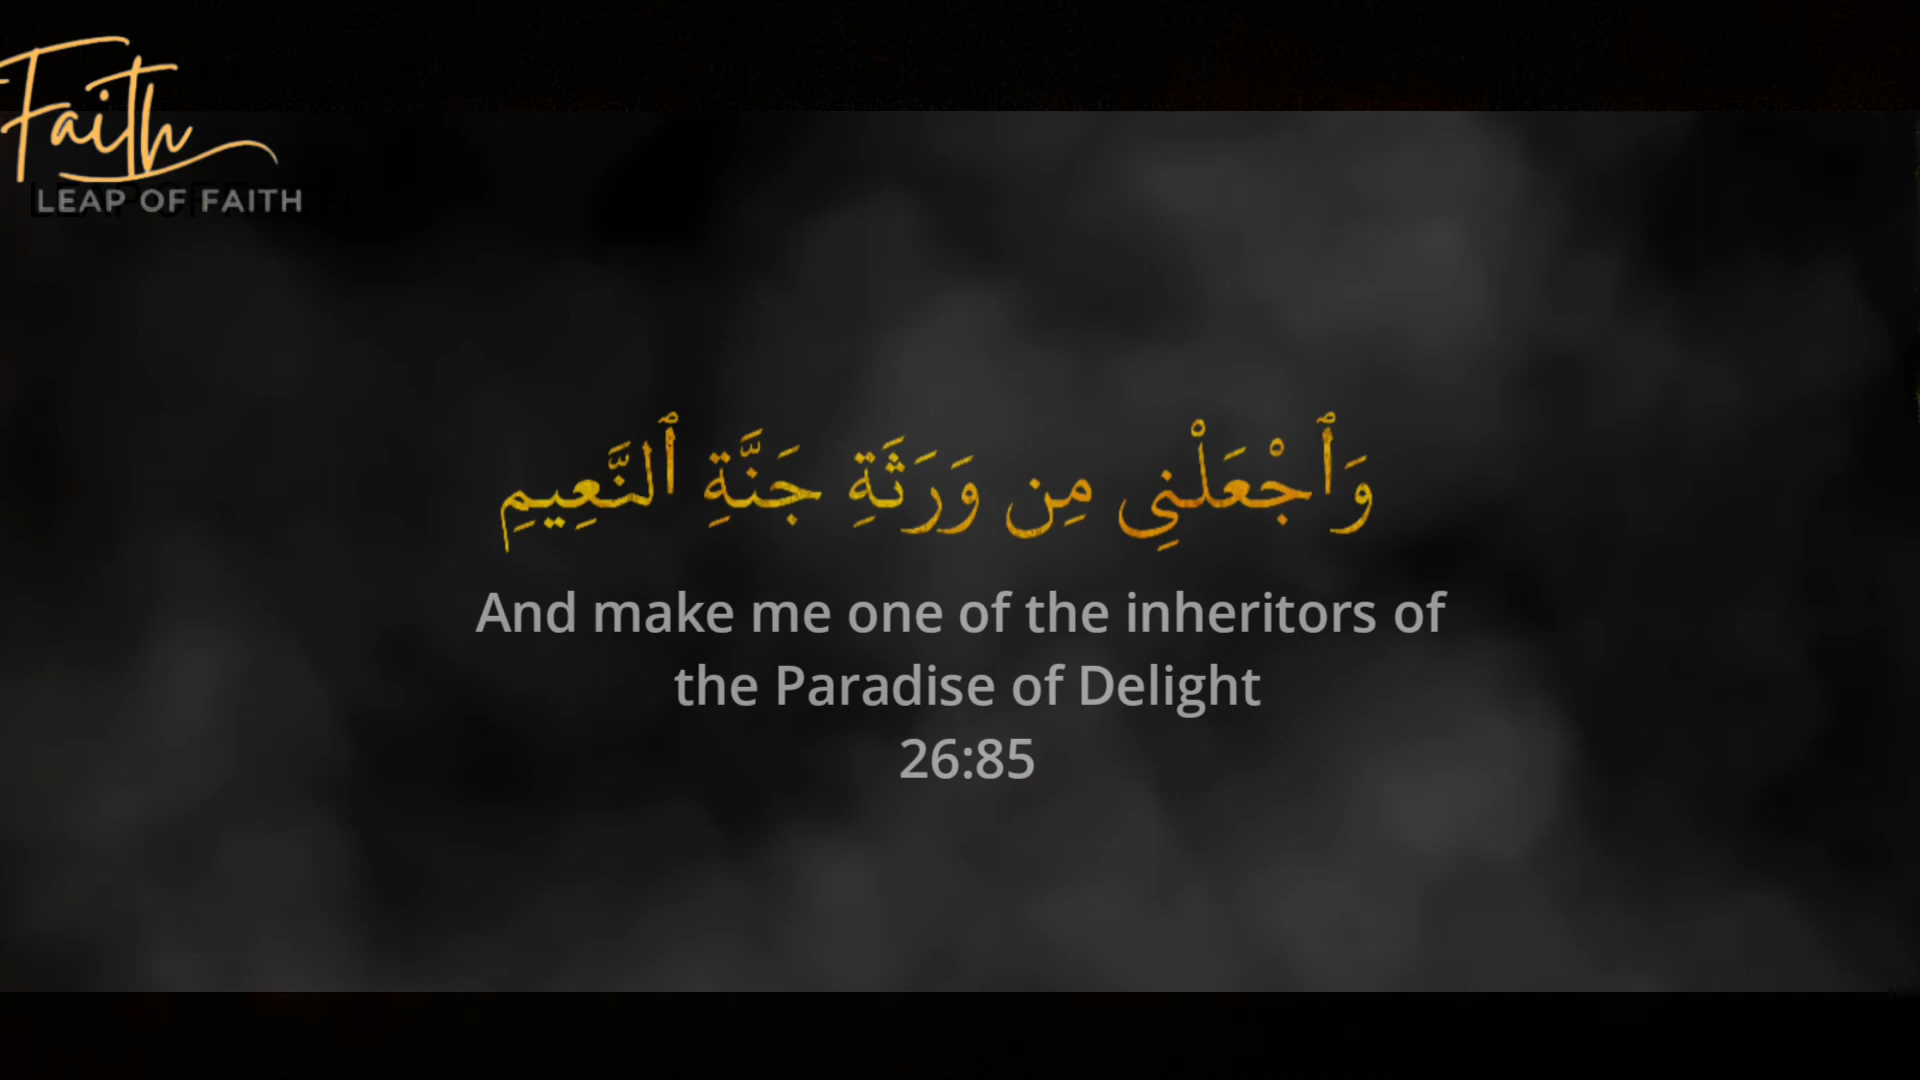 Faith
LEAP OF FAITH
وَٱجْعَلْنِى مِن وَرَثَةِ جَنَّةِ ٱلنَّعِيمِ
And make me one of the inheritors of
the Paradise of Delight
26:85